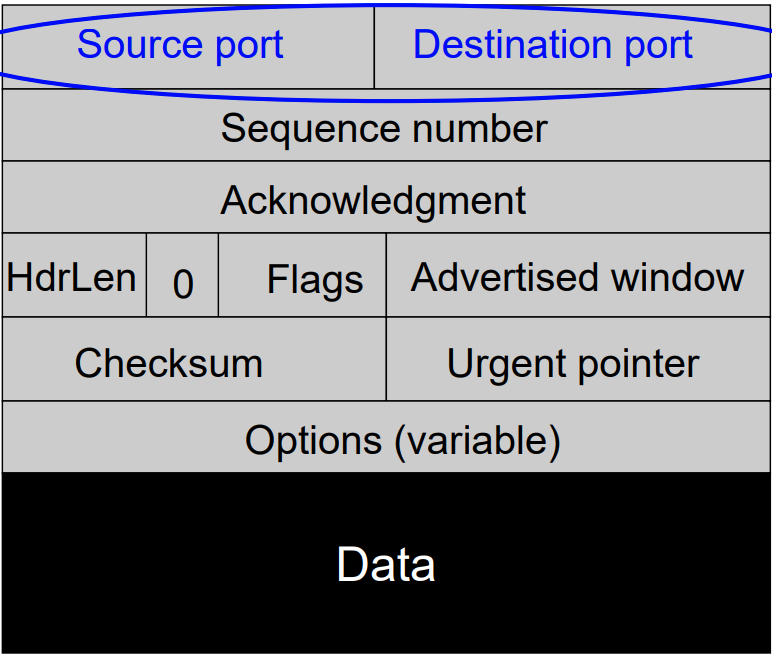 Source port Destination port
Sequence number
Acknowledgment
HdrLen 0 Flags Advertised window
Checksum Urgent pointer
Options (variable)
Data